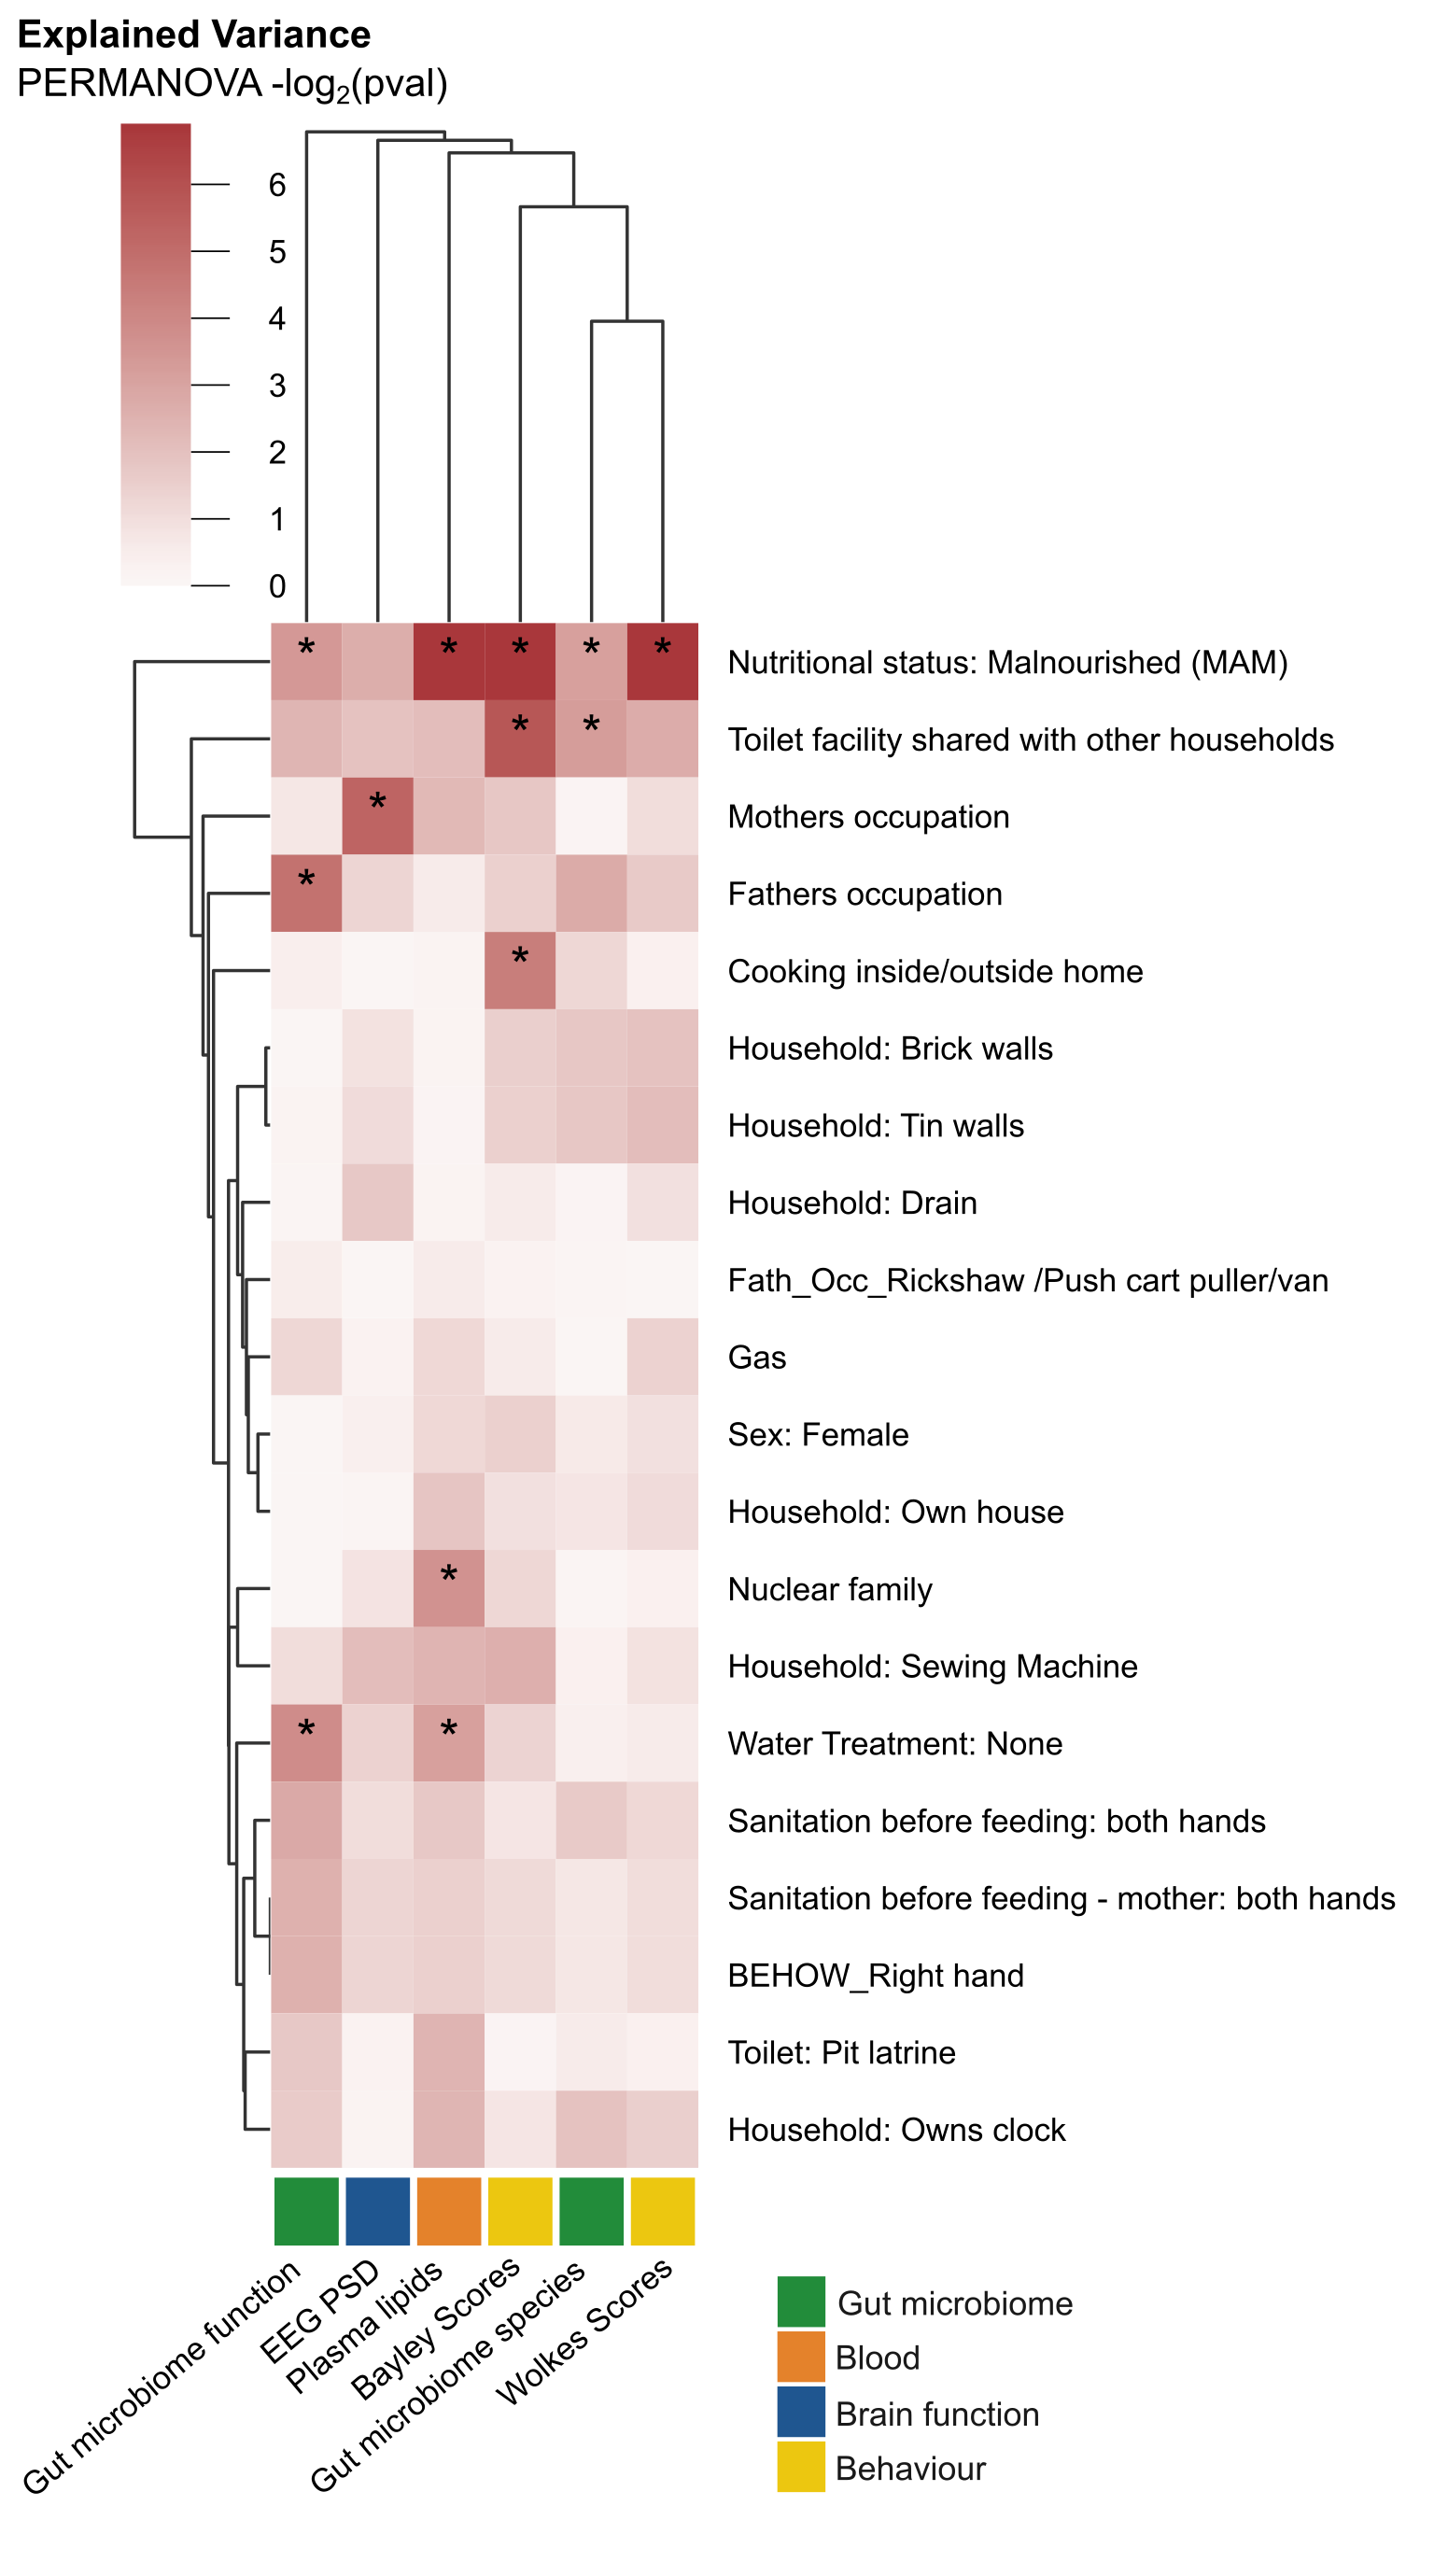 Explained Variance
PERMANOVA -log₂(pval)
6
5
4
3
2
1
0
* * * * *
Nutritional status: Malnourished (MAM)
* *
Toilet facility shared with other households
*
Mothers occupation
*
Fathers occupation
*
Cooking inside/outside home
Household: Brick walls
Household: Tin walls
Household: Drain
Fath_Occ_Rickshaw /Push cart puller/van
Gas
Sex: Female
Household: Own house
*
Nuclear family
Household: Sewing Machine
* *
Water Treatment: None
Sanitation before feeding: both hands
Sanitation before feeding - mother: both hands
BEHOW_Right hand
Toilet: Pit latrine
Household: Owns clock
Gut microbiome function
EEG PSD
Plasma lipids
Bayley Scores
Gut microbiome species
Wolkes Scores
Gut microbiome
Blood
Brain function
Behaviour